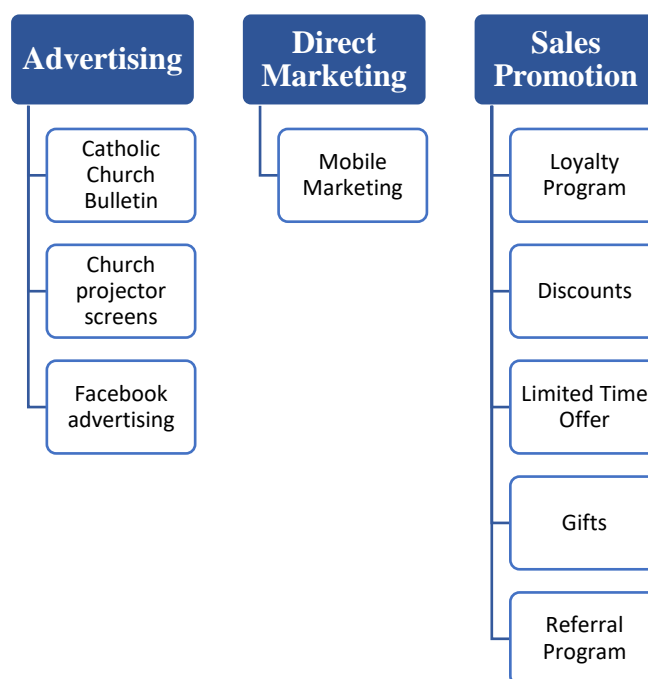 Advertising
Catholic
Church
Bulletin
Church
projector
screens
Facebook
advertising
Direct
Marketing
Mobile
Marketing
Sales
Promotion
Loyalty
Program
Discounts
Limited Time
Offer
Gifts
Referral
Program